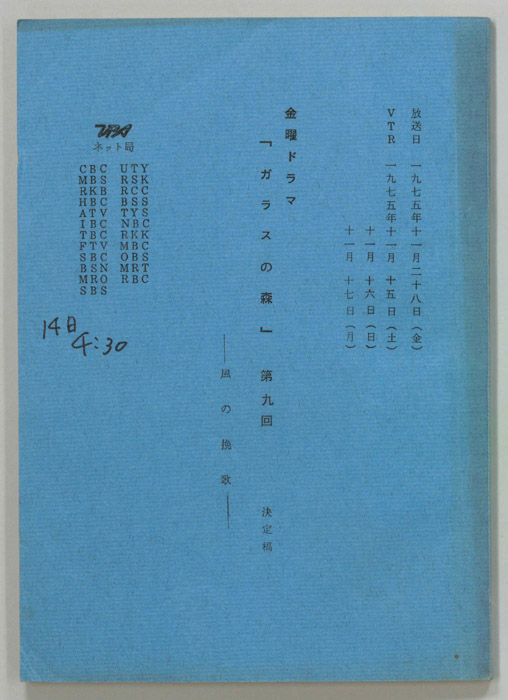 放送日 一九七五年十一月二十八日(金)
VTR 一九七五年十一月 十五日(土)
十一月 十六日(日)
十一月 十七日(月)
金曜ドラマ
「ガラスの森」 第九回 決定稿
――風の挽歌――
ネット局
CBC UTY
MBS RSK
RKB RCC
HBC BSS
ATV TYS
IBC NBC
TBC RKK
FTV MBC
SBC OBS
BSN MRT
MRO RBC
SBS
14日
4:30